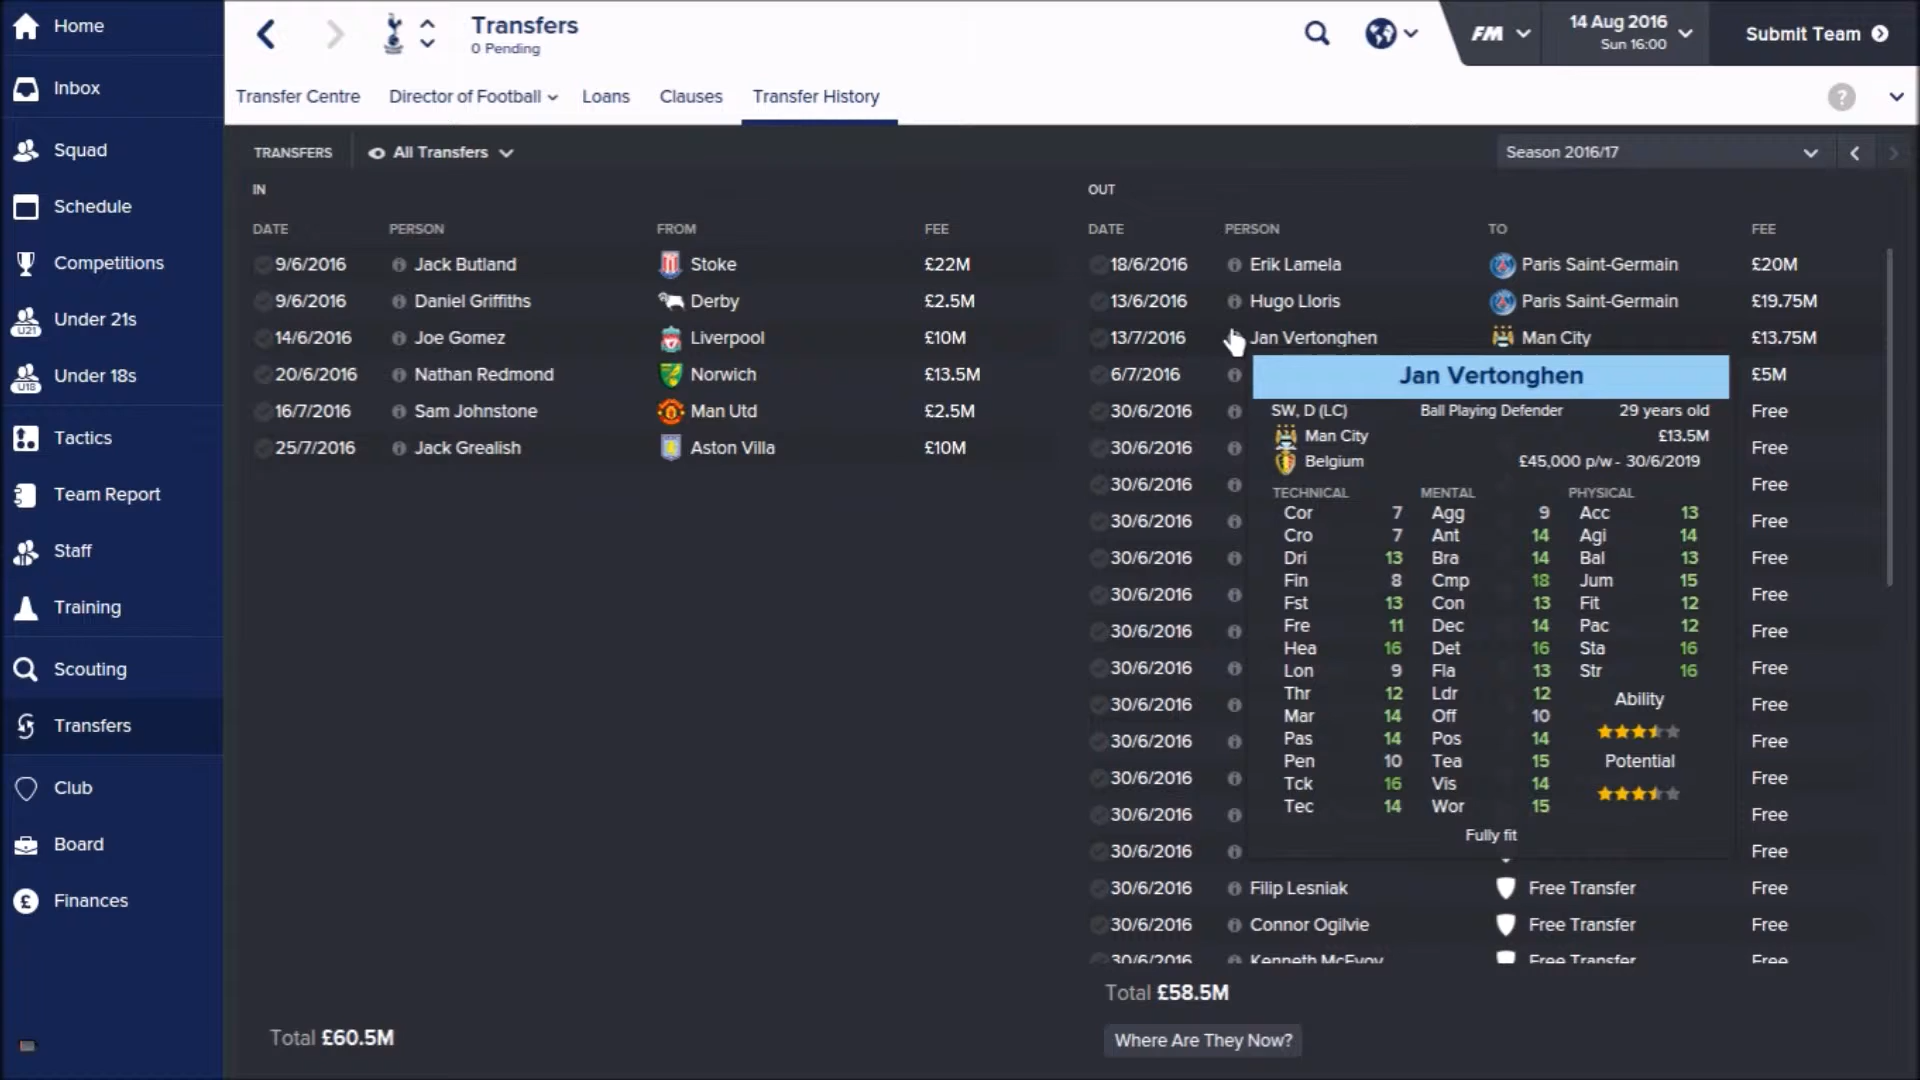 Home
Inbox
Squad
Schedule
Competitions
Under 21s
Under 18s
Tactics
Team Report
Staff
Training
Scouting
Transfers
Club
Board
Finances
Transfers
0 Pending
FM
14 Aug 2016
Sun 16:00
Submit Team
Transfer Centre Director of Football Loans Clauses Transfer History
?
TRANSFERS All Transfers
Season 2016/17
IN
DATE PERSON FROM FEE
9/6/2016 Jack Butland Stoke £22M
9/6/2016 Daniel Griffiths Derby £2.5M
14/6/2016 Joe Gomez Liverpool £10M
20/6/2016 Nathan Redmond Norwich £13.5M
16/7/2016 Sam Johnstone Man Utd £2.5M
25/7/2016 Jack Grealish Aston Villa £10M
Total £60.5M
OUT
DATE PERSON TO FEE
18/6/2016 Erik Lamela Paris Saint-Germain £20M
13/6/2016 Hugo Lloris Paris Saint-Germain £19.75M
13/7/2016 Jan Vertonghen Man City £13.75M
6/7/2016 £5M
30/6/2016 Free
30/6/2016 Free
30/6/2016 Free
30/6/2016 Free
30/6/2016 Free
30/6/2016 Free
30/6/2016 Free
30/6/2016 Free
30/6/2016 Free
30/6/2016 Free
30/6/2016 Free
30/6/2016 Free
30/6/2016 Free
30/6/2016 Filip Lesniak Free Transfer Free
30/6/2016 Connor Ogilvie Free Transfer Free
30/6/2016 Kenneth McEvoy Free Transfer Free
Total £58.5M
Where Are They Now?
Jan Vertonghen
SW, D (LC) Ball Playing Defender 29 years old
Man City £13.5M
Belgium £45,000 p/w - 30/6/2019
TECHNICAL MENTAL PHYSICAL
Cor 7 Agg 9 Acc 13
Cro 7 Ant 14 Agi 14
Dri 13 Bra 14 Bal 13
Fin 8 Cmp 18 Jum 15
Fst 13 Con 13 Fit 12
Fre 11 Dec 14 Pac 12
Hea 16 Det 16 Sta 16
Lon 9 Fla 13 Str 16
Thr 12 Ldr 12 Ability
Mar 14 Off 10
Pas 14 Pos 14
Pen 10 Tea 15 Potential
Tck 16 Vis 14
Tec 14 Wor 15
Fully fit